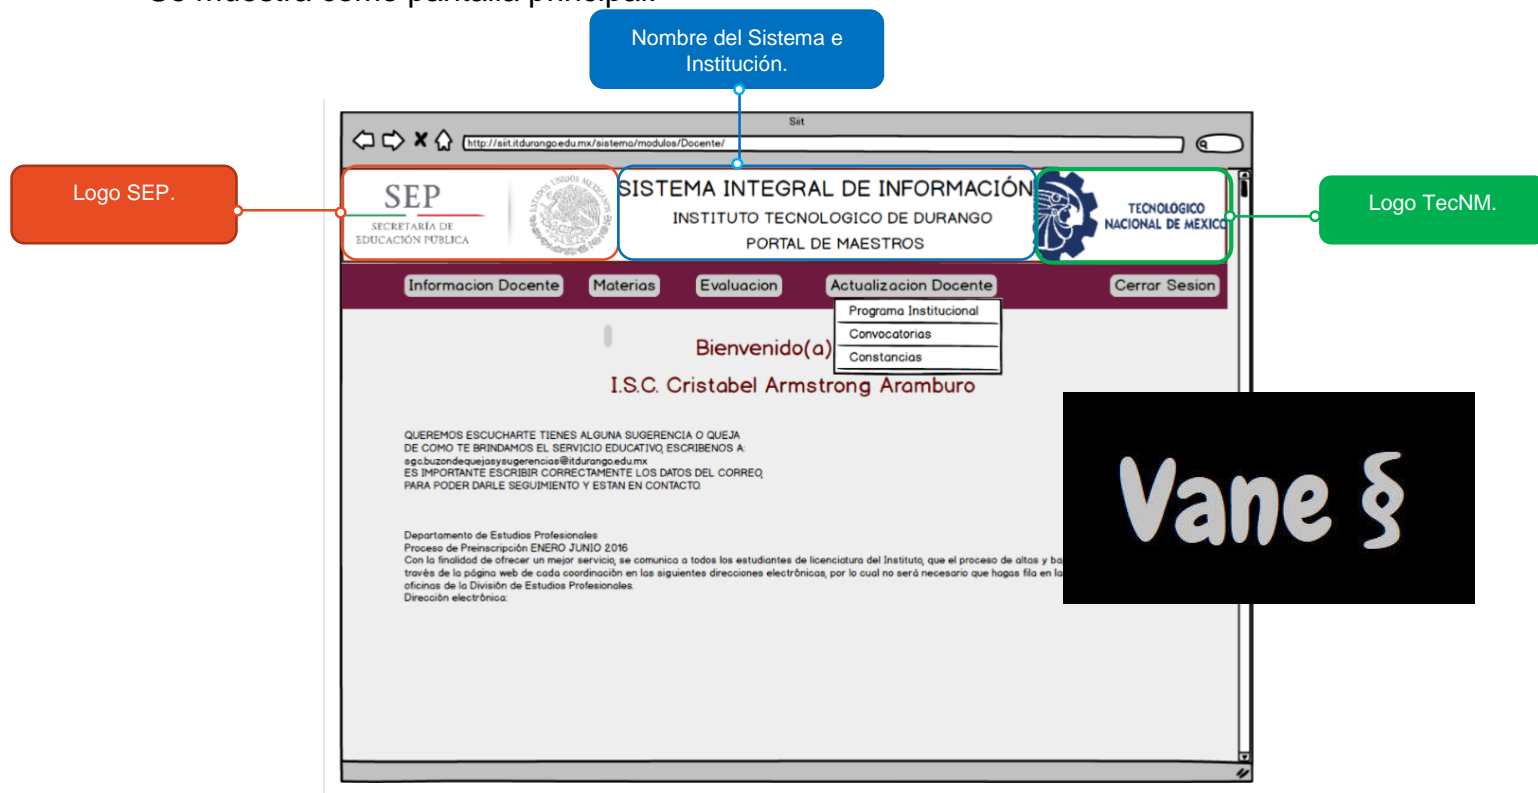 Se muestra como pantalla principal.
Nombre del Sistema e
Institución.
Siit
http://siit.itdurango.edu.mx/sistema/modulos/Docente/
Logo SEP.
SEP
SECRETARÍA DE
EDUCACIÓN PÚBLICA
ESTADOS UNIDOS MEXICANOS
SISTEMA INTEGRAL DE INFORMACIÓN
INSTITUTO TECNOLOGICO DE DURANGO
PORTAL DE MAESTROS
TECNOLÓGICO
NACIONAL DE MÉXICO
Logo TecNM.
Informacion Docente
Materias
Evaluacion
Actualizacion Docente
Cerrar Sesion
Programa Institucional
Convocatorias
Constancias
Bienvenido(a)
I.S.C. Cristabel Armstrong Aramburo
QUEREMOS ESCUCHARTE TIENES ALGUNA SUGERENCIA O QUEJA
DE COMO TE BRINDAMOS EL SERVICIO EDUCATIVO, ESCRIBENOS A:
sgc.buzondequejasysugerencias@itdurango.edu.mx
ES IMPORTANTE ESCRIBIR CORRECTAMENTE LOS DATOS DEL CORREO,
PARA PODER DARLE SEGUIMIENTO Y ESTAN EN CONTACTO.
Departamento de Estudios Profesionales
Proceso de Preinscripción ENERO JUNIO 2016
Con la finalidad de ofrecer un mejor servicio, se comunica a todos los estudiantes de licenciatura del Instituto, que el proceso de altas y
través de la página web de cada coordinación en las siguientes direcciones electrónicas, por lo cual no será necesario que hagas fila en
oficinas de la División de Estudios Profesionales.
Dirección electrónica:
Vane §